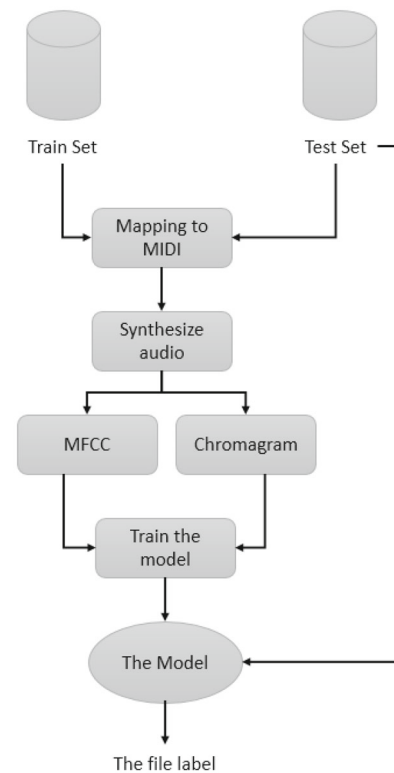 Train Set
Test Set
Mapping to
MIDI
Synthesize
audio
MFCC
Chromagram
Train the
model
The Model
The file label